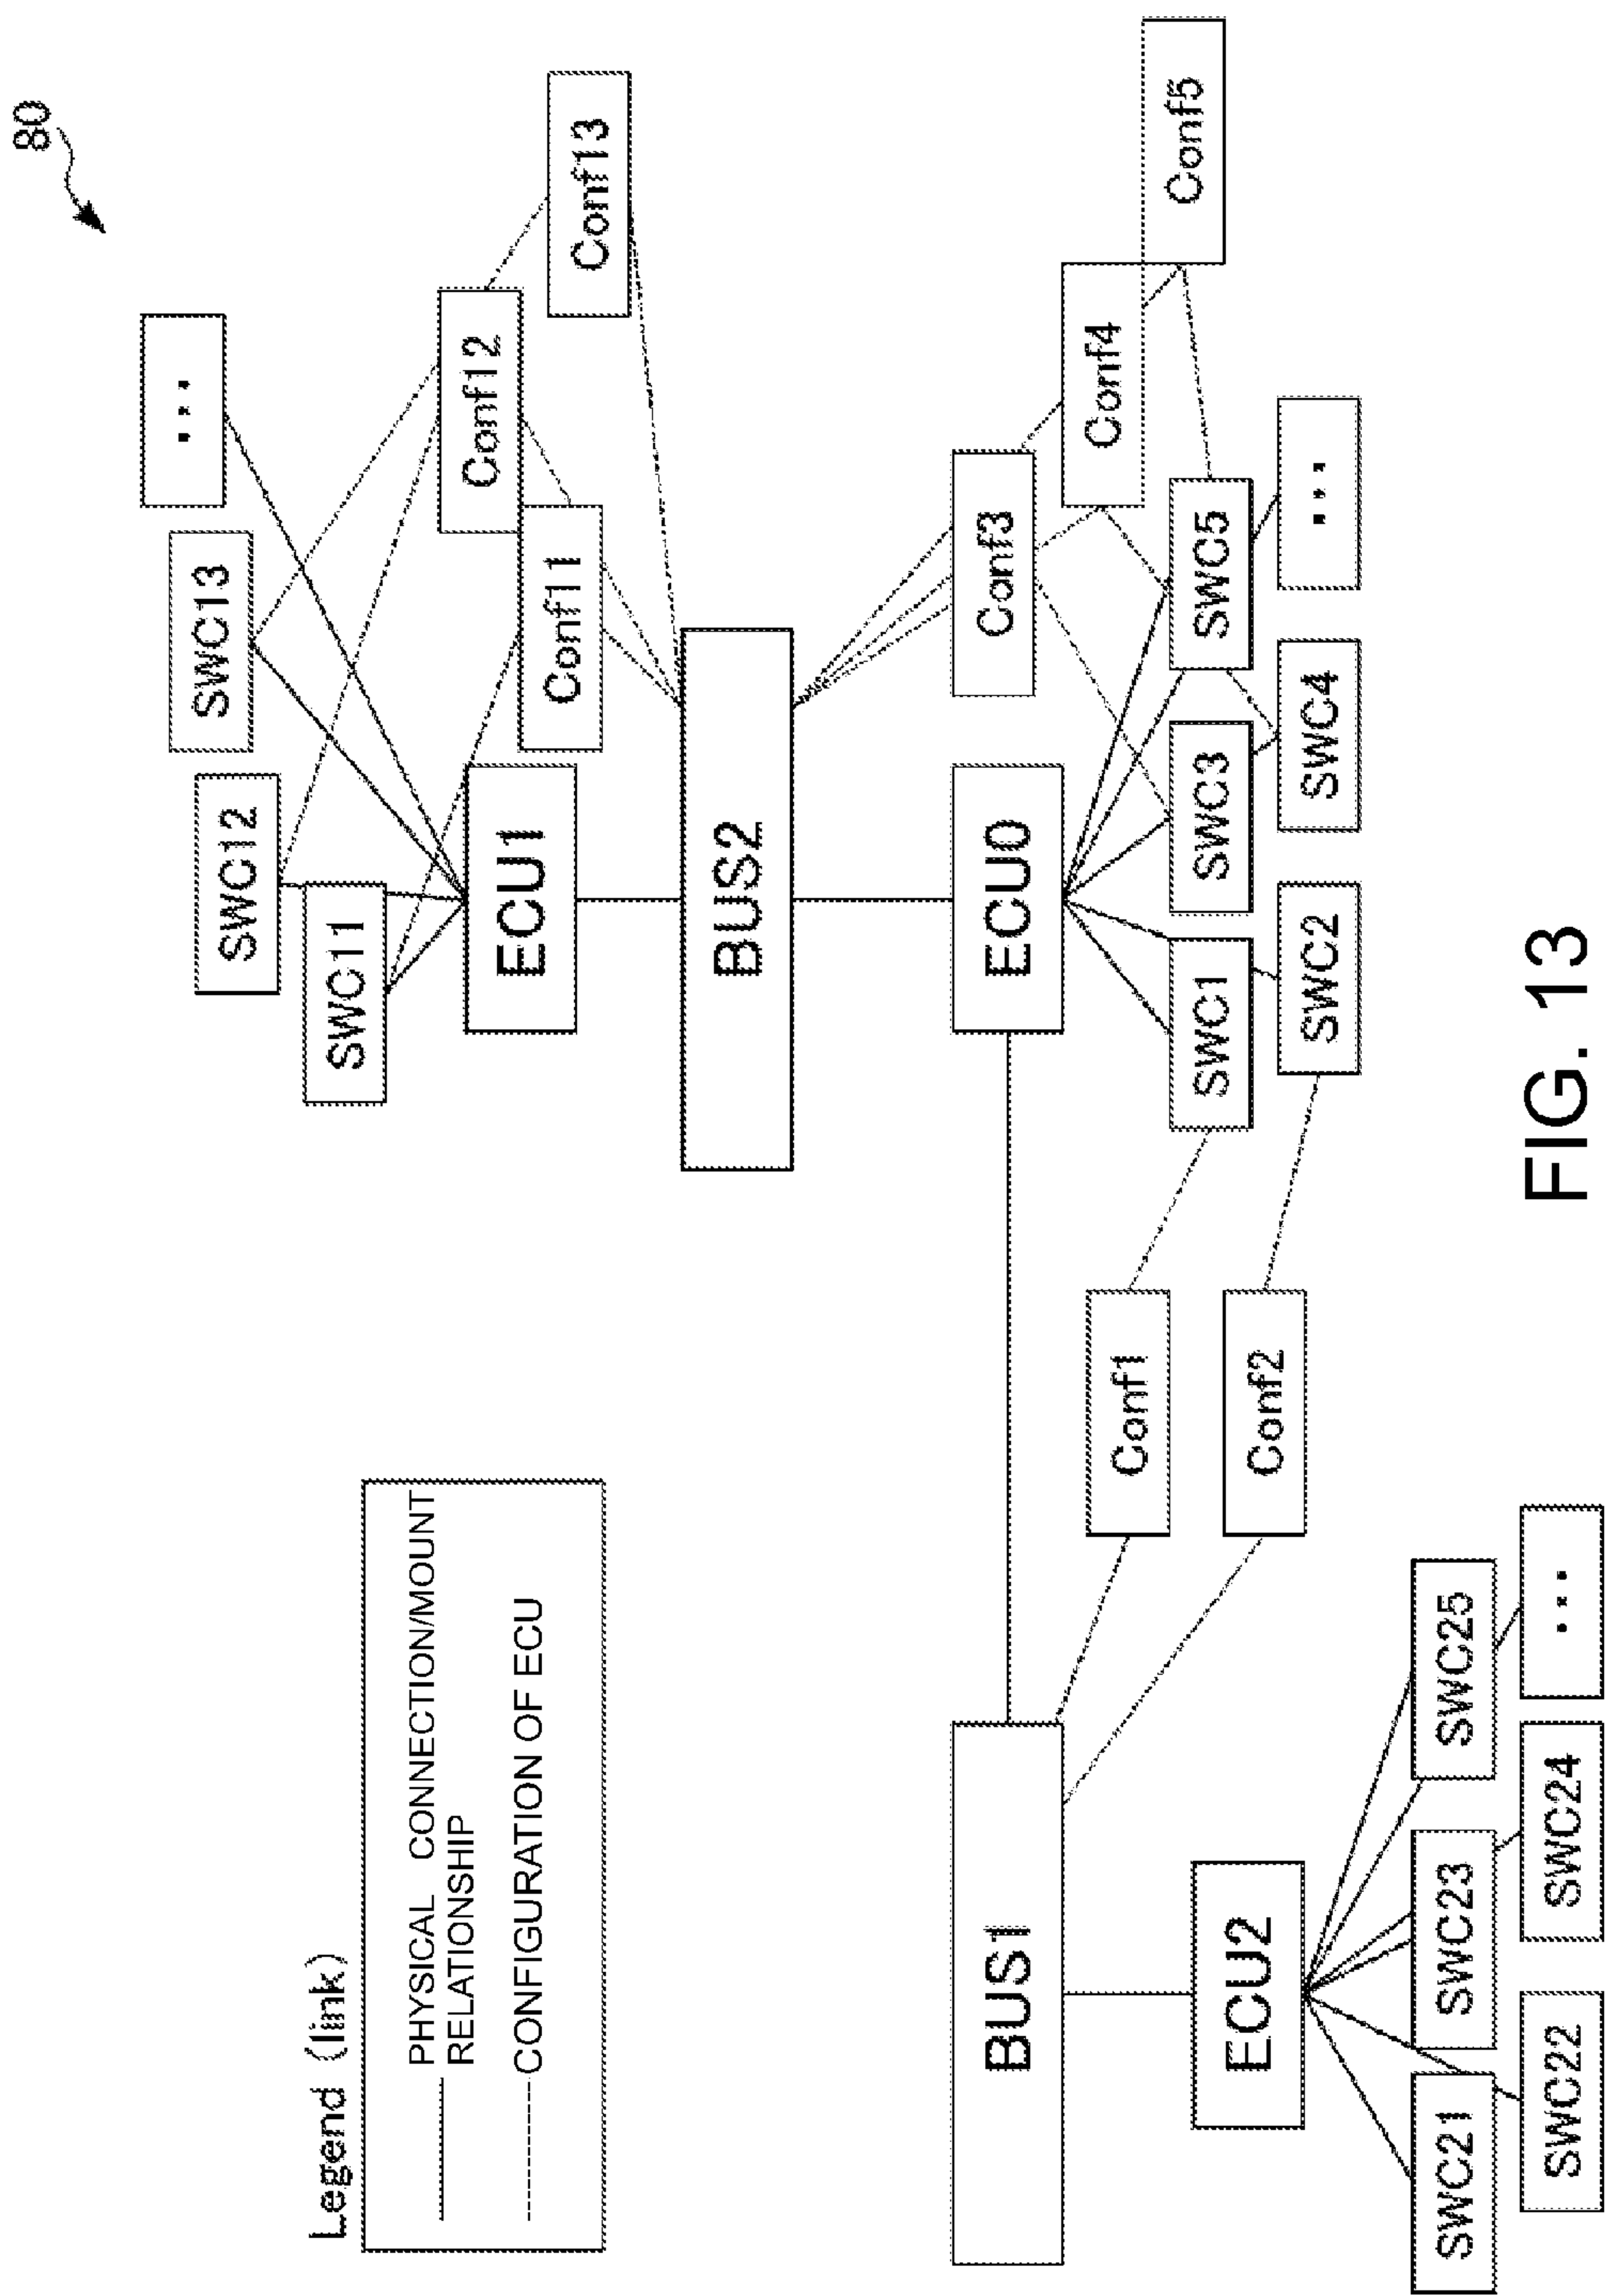 80
Legend (link)
PHYSICAL CONNECTION/MOUNT
RELATIONSHIP
CONFIGURATION OF ECU
SWC12
SWC13
...
SWC11
ECU1
Conf11
Conf12
Conf13
BUS2
BUS1
ECU0
Conf3
Conf4
Conf5
Conf1
Conf2
SWC1
SWC3
SWC5
SWC2
SWC4
...
ECU2
SWC21
SWC23
SWC25
SWC22
SWC24
...
FIG. 13